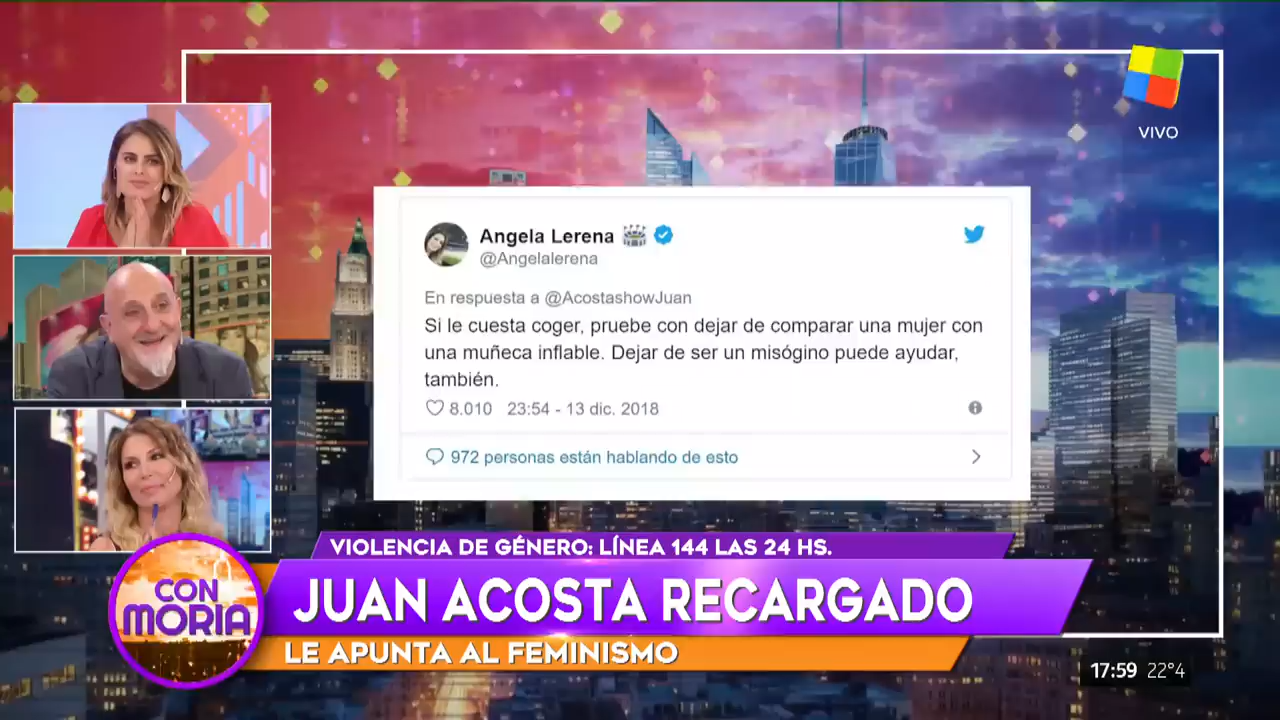 VIVO
Angela Lerena
@Angelalerena
En respuesta a @AcostashowJuan
Si le cuesta coger, pruebe con dejar de comparar una mujer con
una muñeca inflable. Dejar de ser un misógino puede ayudar,
también.
8.010 23:54 - 13 dic. 2018
972 personas están hablando de esto
VIOLENCIA DE GÉNERO: LÍNEA 144 LAS 24 HS.
CON
MORIA
JUAN ACOSTA RECARGADO
LE APUNTA AL FEMINISMO
17:59 22°4